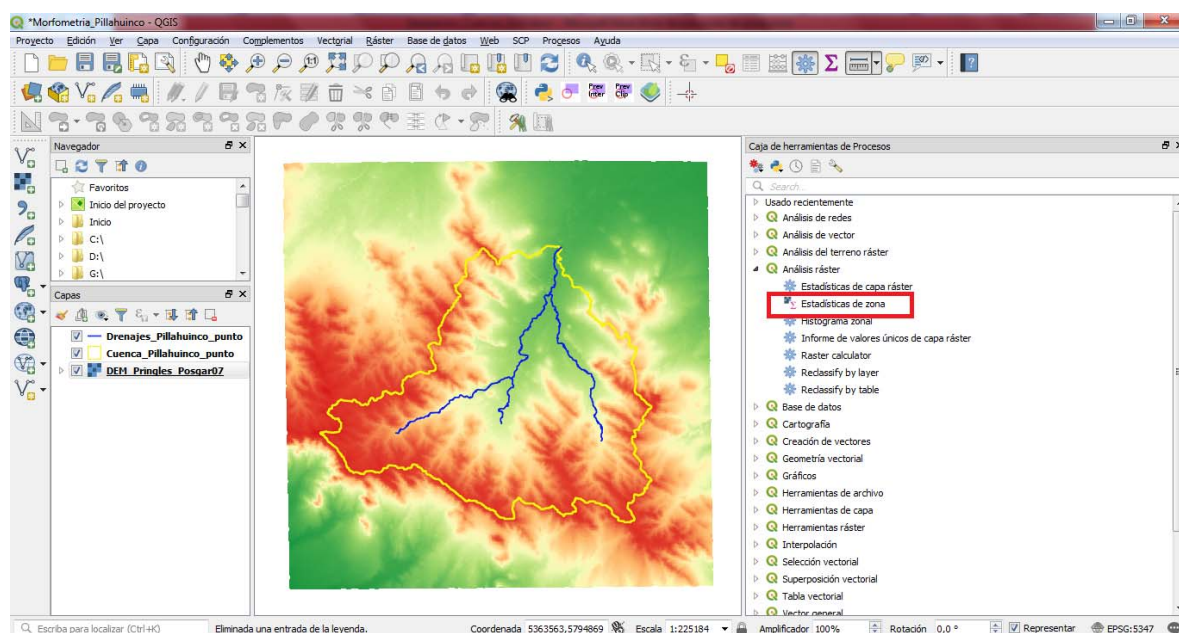 *Morfometria_Pillahuinco - QGIS
Proyecto Edición Ver Capa Configuración Complementos Vectorial Ráster Base de datos Web SCP Procesos Ayuda
Prev Inter Prev Clip
Navegador
Favoritos
Inicio del proyecto
Inicio
C:\
D:\
G:\
Capas
Drenajes_Pillahuinco_punto
Cuenca_Pillahuinco_punto
DEM_Pringles_Posgar07
Caja de herramientas de Procesos
Search...
Usado recientemente
Análisis de redes
Análisis de vector
Análisis del terreno ráster
Análisis ráster
Estadísticas de capa ráster
Estadísticas de zona
Histograma zonal
Informe de valores únicos de capa ráster
Raster calculator
Reclassify by layer
Reclassify by table
Base de datos
Cartografía
Creación de vectores
Geometría vectorial
Gráficos
Herramientas de archivo
Herramientas de capa
Herramientas ráster
Interpolación
Selección vectorial
Superposición vectorial
Tabla vectorial
Vector general
Escriba para localizar (Ctrl+K) Eliminada una entrada de la leyenda. Coordenada 5363563,5794869 Escala 1:225184 Amplificador 100% Rotación 0,0 ° Representar EPSG:5347